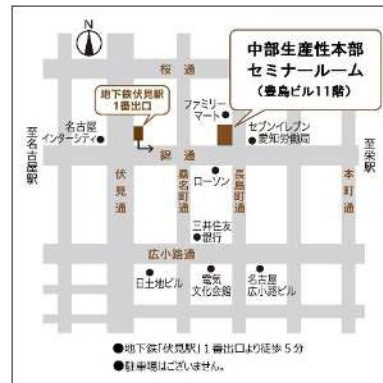 N
中部生産性本部
セミナールーム
（豊島ビル11階）
桜通
地下鉄伏見駅
1番出口
ファミリー
マート
名古屋
インターシティ
セブンイレブン
愛知労働局
至名古屋駅
錦通
至栄駅
伏見通
桑名町通
長島町通
本町通
ローソン
三井住友
銀行
広小路通
日土地ビル
電気
文化会館
名古屋
広小路ビル
●地下鉄「伏見駅」1番出口より徒歩5分
●駐車場はございません。